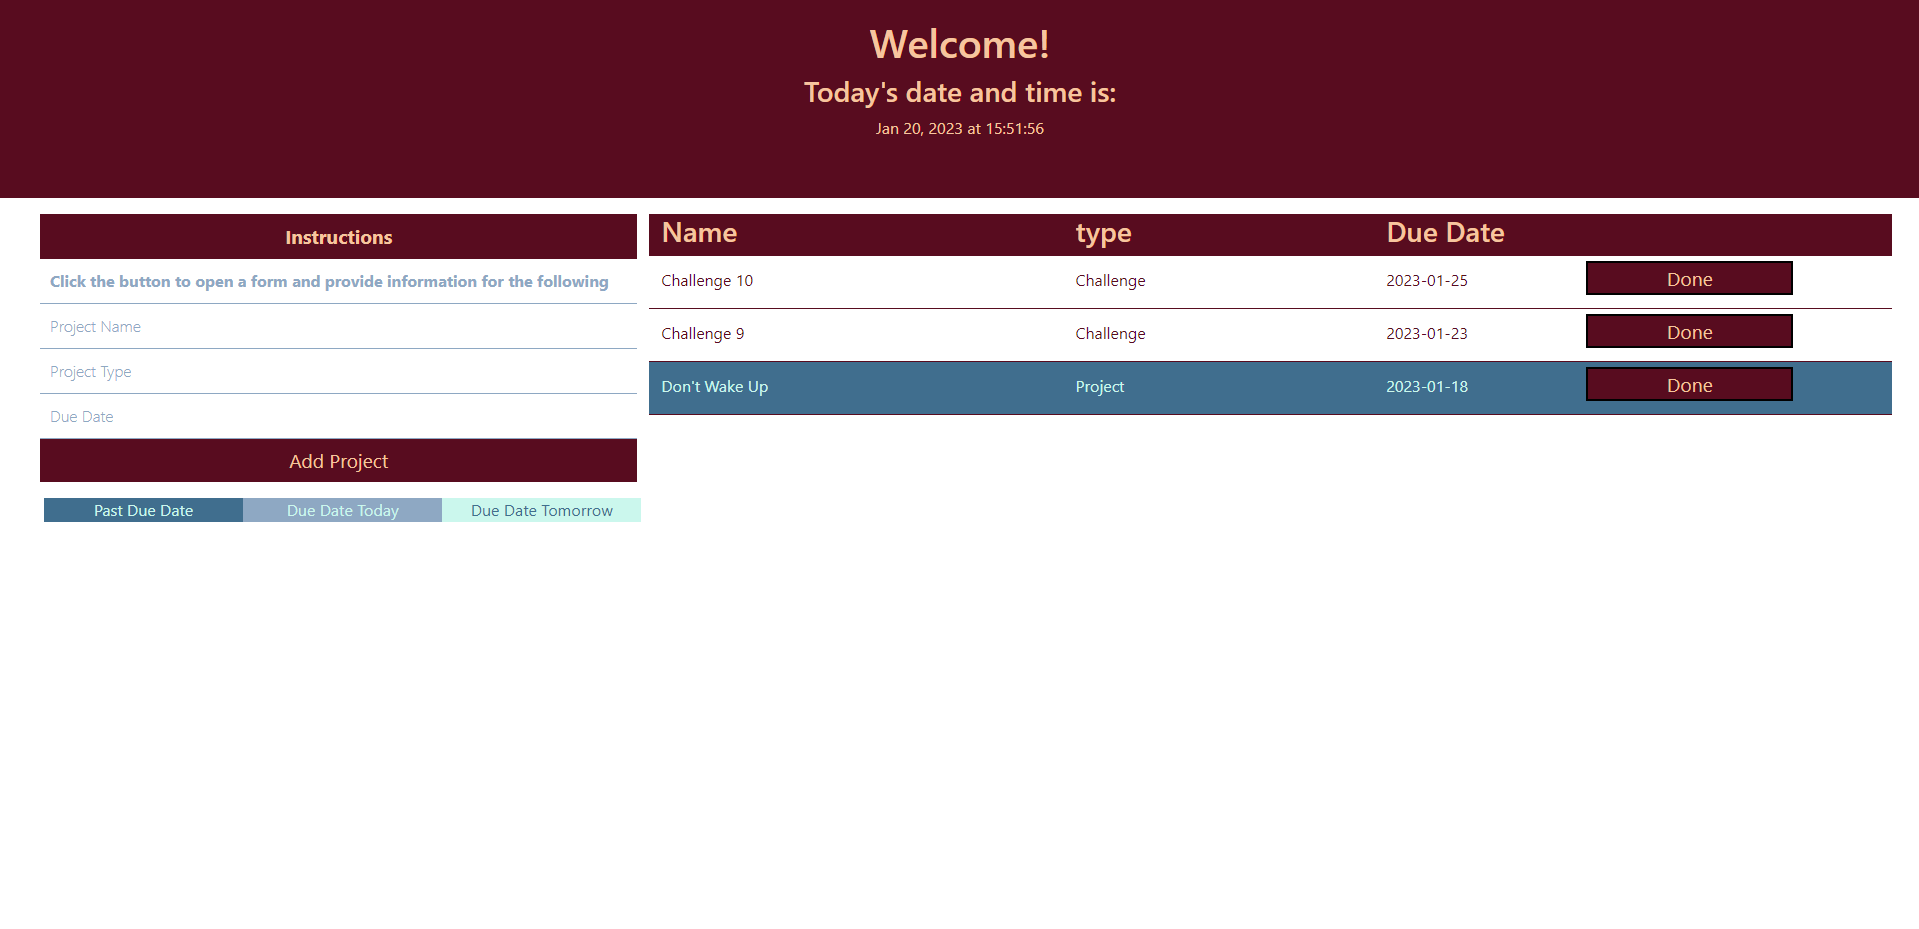 Welcome!
Today's date and time is:
Jan 20, 2023 at 15:51:56
Instructions
Click the button to open a form and provide information for the following
Project Name
Project Type
Due Date
Add Project
Past Due Date Due Date Today Due Date Tomorrow
Name type Due Date
Challenge 10 Challenge 2023-01-25 Done
Challenge 9 Challenge 2023-01-23 Done
Don't Wake Up Project 2023-01-18 Done